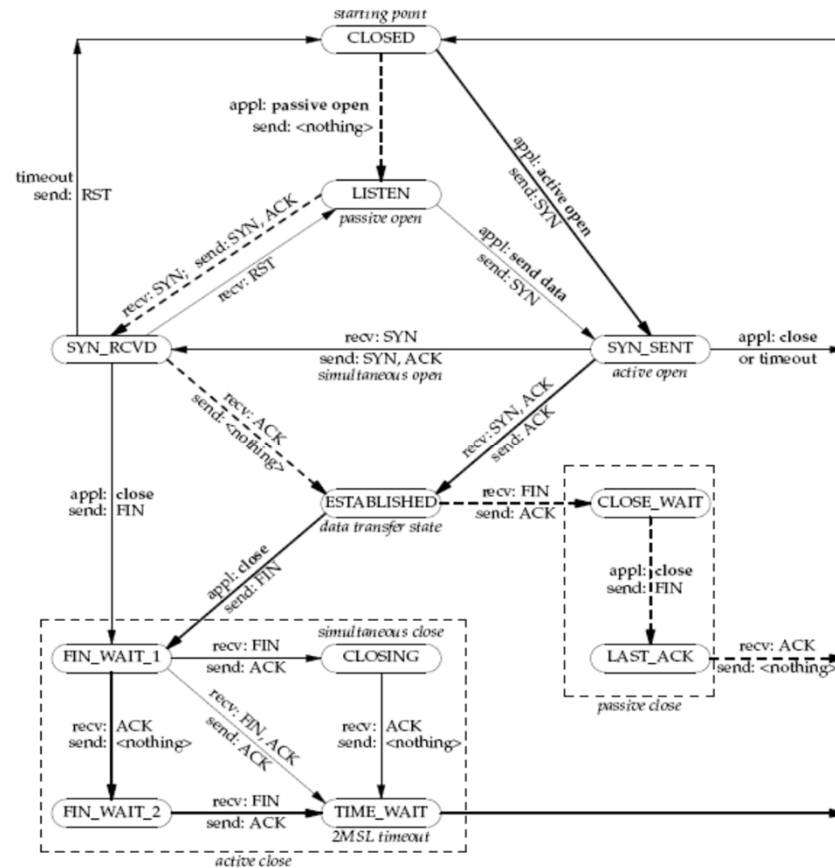 starting point
CLOSED
appl: passive open
send: <nothing>
appl: active open
send: SYN
timeout
send: RST
LISTEN
passive open
recv: SYN; send: SYN, ACK
recv: RST
appl: send data
send: SYN
SYN_RCVD
recv: SYN
send: SYN, ACK
simultaneous open
SYN_SENT
active open
appl: close
or timeout
recv: ACK
send: <nothing>
recv: SYN, ACK
send: ACK
appl: close
send: FIN
ESTABLISHED
data transfer state
recv: FIN
send: ACK
CLOSE_WAIT
appl: close
send: FIN
appl: close
send: FIN
simultaneous close
FIN_WAIT_1
recv: FIN
send: ACK
CLOSING
LAST_ACK
recv: ACK
send: <nothing>
passive close
recv: ACK
send: <nothing>
recv: FIN, ACK
send: ACK
recv: ACK
send: <nothing>
FIN_WAIT_2
recv: FIN
send: ACK
TIME_WAIT
2MSL timeout
active close